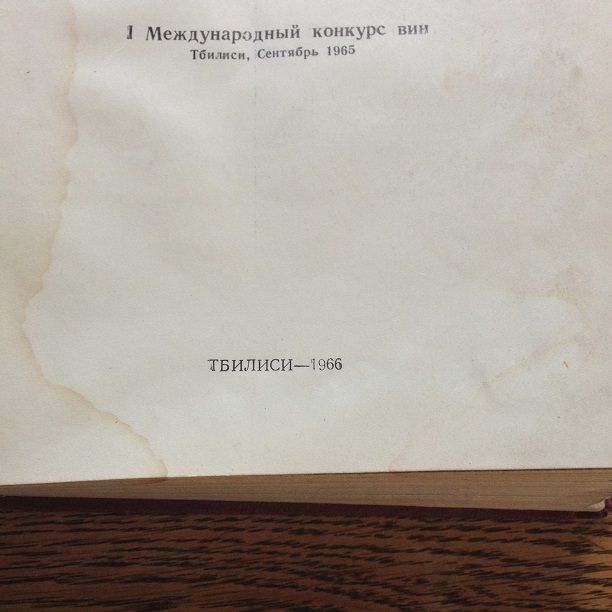 I Международный конкурс вин
Тбилиси, Сентябрь 1965
ТБИЛИСИ—1966